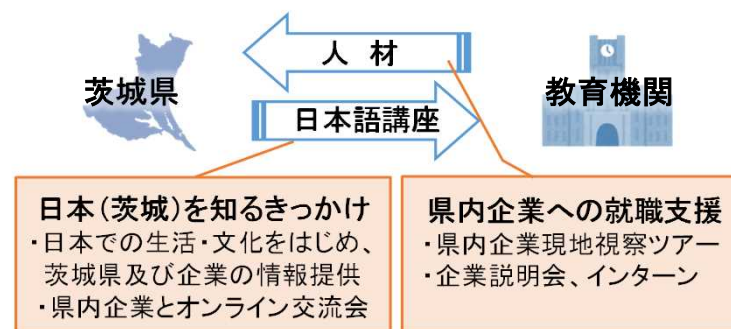 人 材
茨城県
教育機関
日本語講座
日本(茨城)を知るきっかけ
・日本での生活・文化をはじめ、
茨城県及び企業の情報提供
・県内企業とオンライン交流会
県内企業への就職支援
・県内企業現地視察ツアー
・企業説明会、インターン